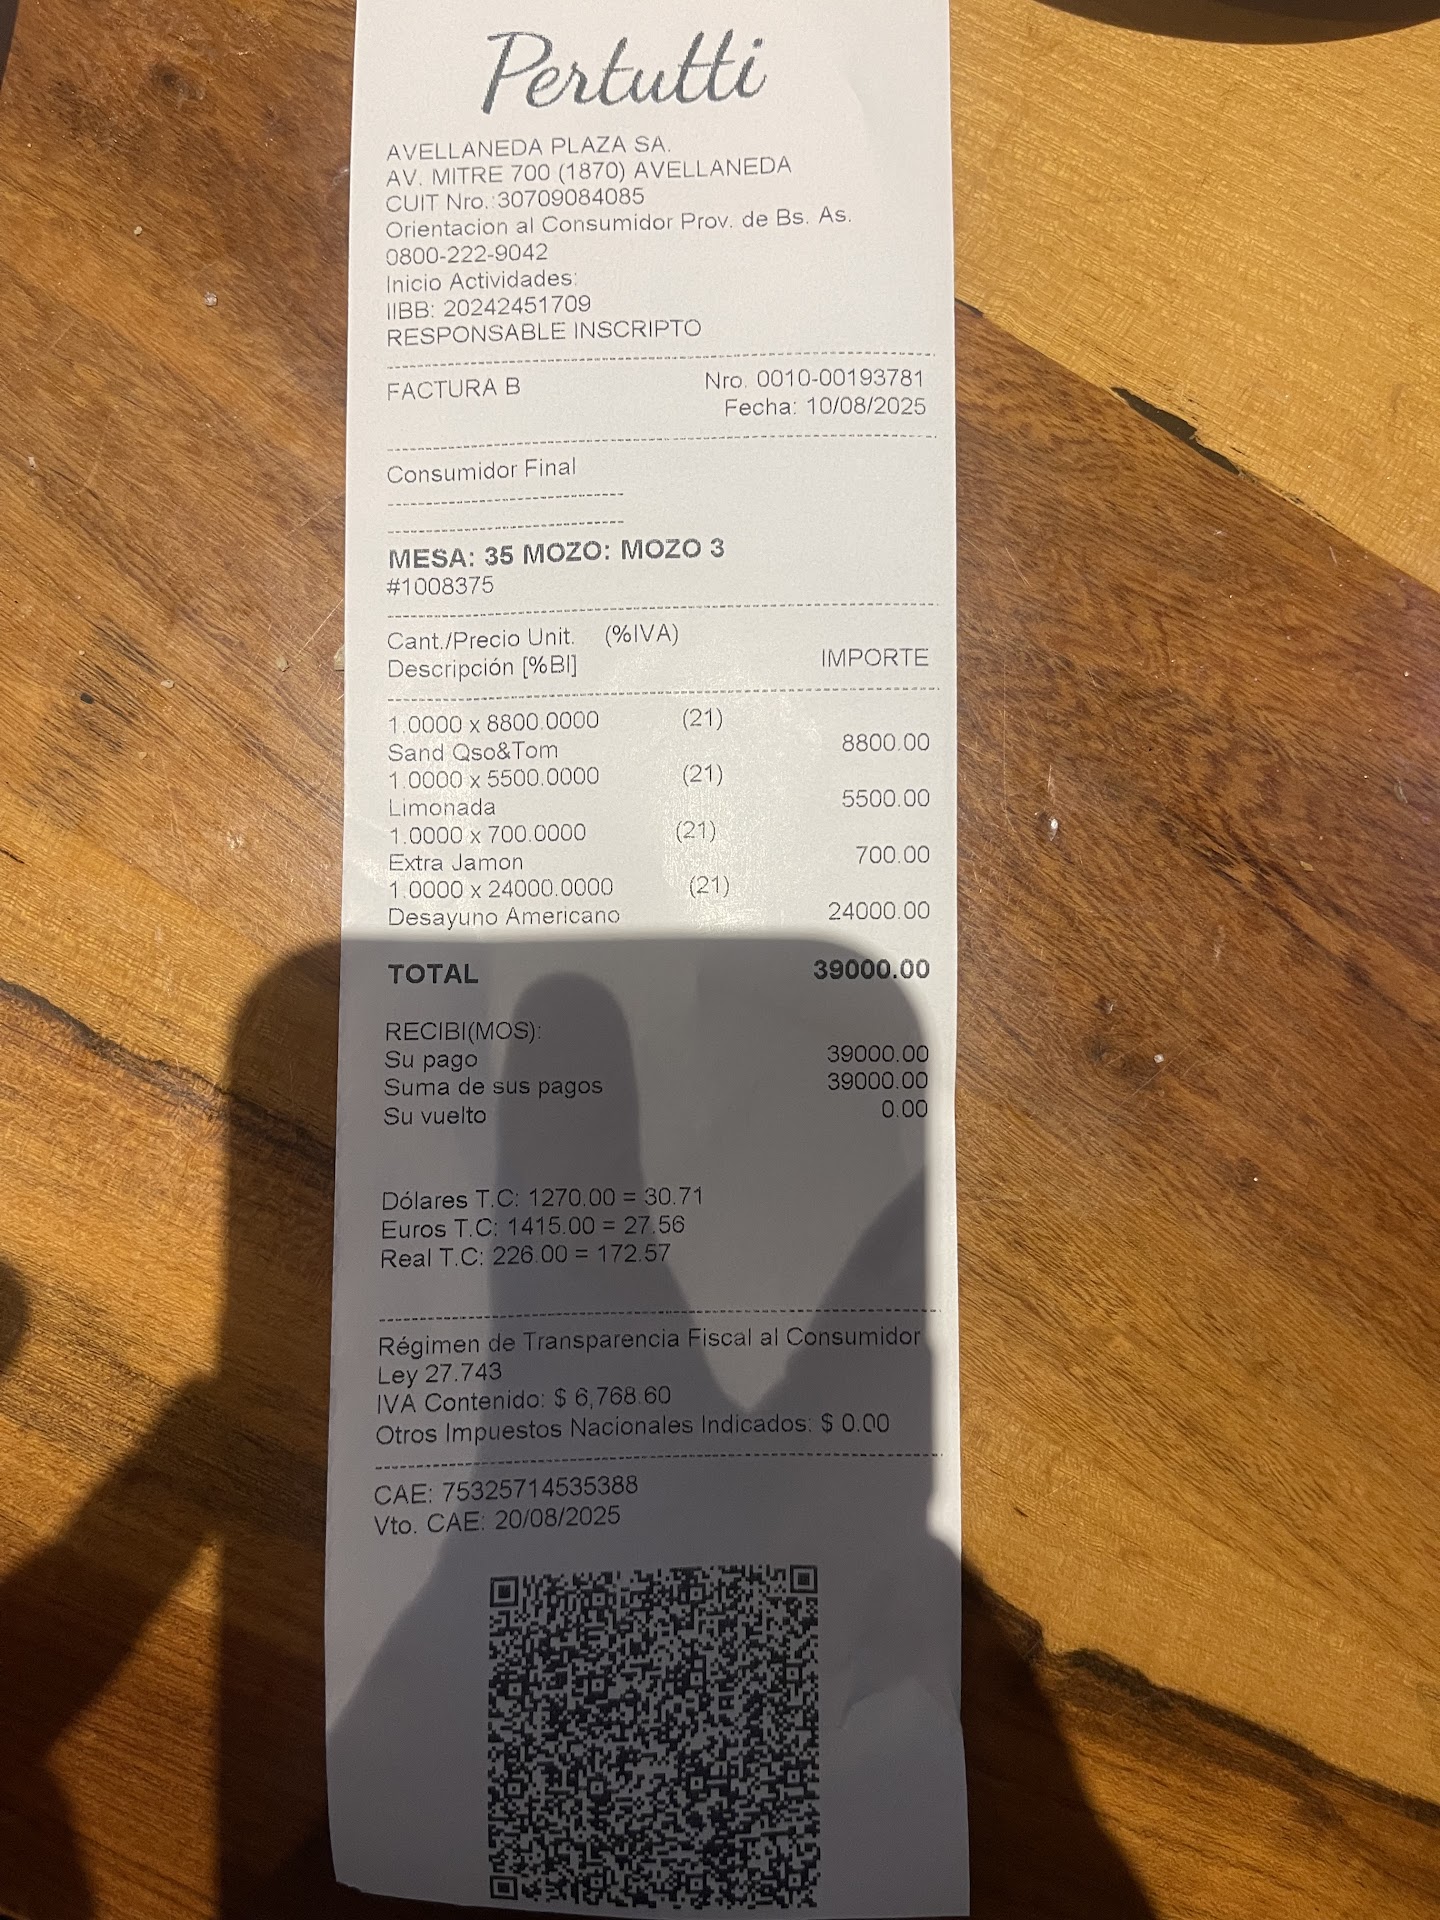 Pertutti
AVELLANEDA PLAZA SA.
AV. MITRE 700 (1870) AVELLANEDA
CUIT Nro.:30709084085
Orientacion al Consumidor Prov. de Bs. As.
0800-222-9042
Inicio Actividades:
IIBB: 20242451709
RESPONSABLE INSCRIPTO
FACTURA B Nro. 0010-00193781
Fecha: 10/08/2025
Consumidor Final
MESA: 35 MOZO: MOZO 3
#1008375
Cant./Precio Unit. (%IVA)
Descripción [%BI] IMPORTE
1.0000 x 8800.0000 (21)
Sand Qso&Tom 8800.00
1.0000 x 5500.0000 (21)
Limonada 5500.00
1.0000 x 700.0000 (21)
Extra Jamon 700.00
1.0000 x 24000.0000 (21)
Desayuno Americano 24000.00
TOTAL 39000.00
RECIBI(MOS):
Su pago 39000.00
Suma de sus pagos 39000.00
Su vuelto 0.00
Dólares T.C: 1270.00 = 30.71
Euros T.C: 1415.00 = 27.56
Real T.C: 226.00 = 172.57
Régimen de Transparencia Fiscal al Consumidor
Ley 27.743
IVA Contenido: $ 6,768.60
Otros Impuestos Nacionales Indicados: $ 0.00
CAE: 75325714535388
Vto. CAE: 20/08/2025